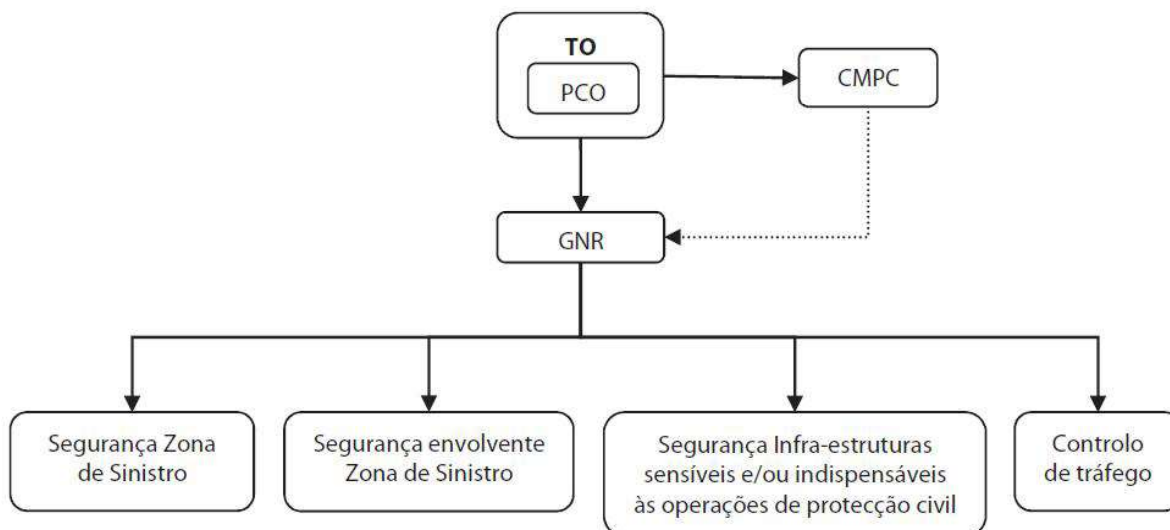 TO
PCO
CMPC
GNR
Segurança Zona
de Sinistro
Segurança envolvente
Zona de Sinistro
Segurança Infra-estruturas
sensíveis e/ou indispensáveis
às operações de protecção civil
Controlo
de tráfego